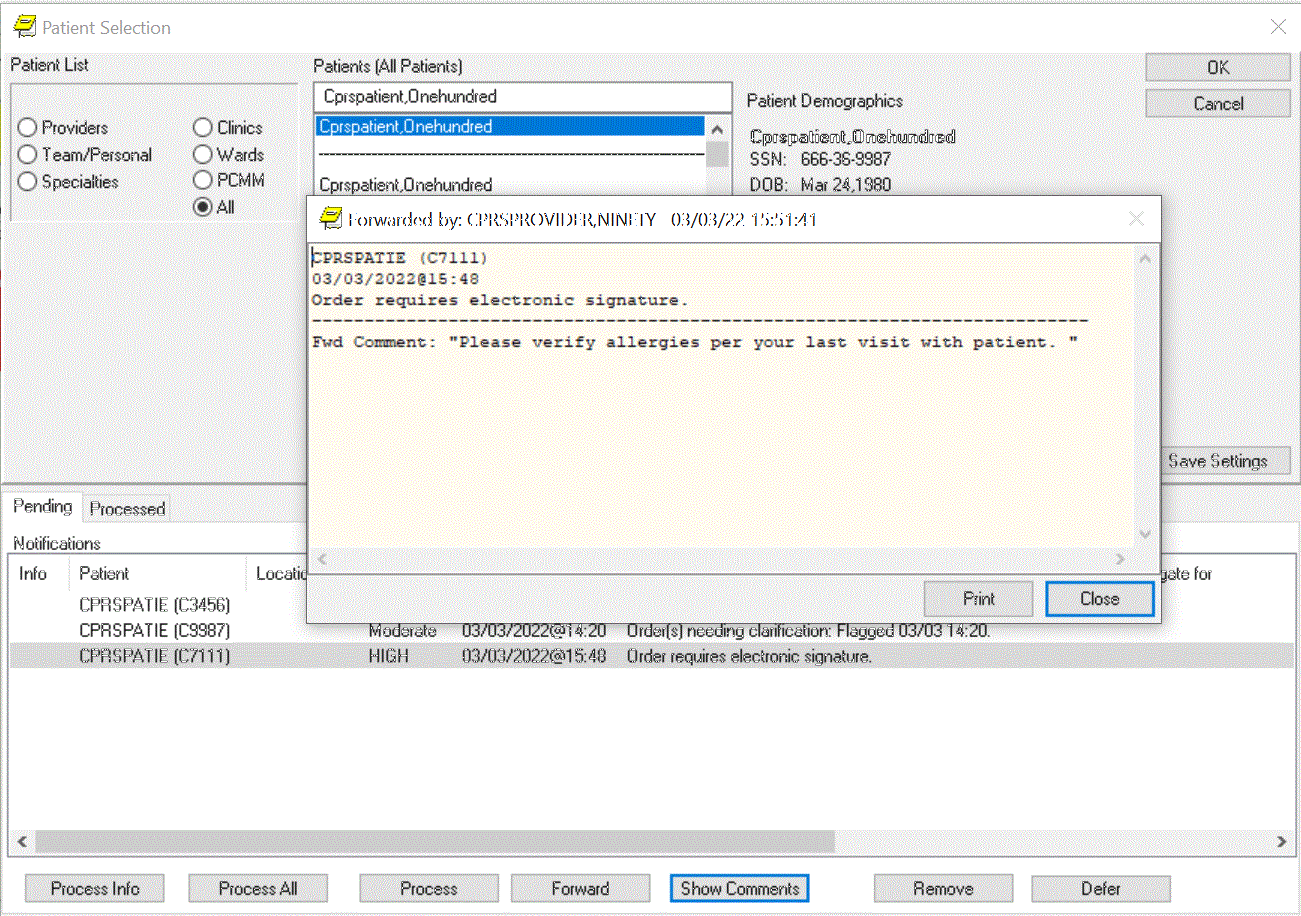 Patient Selection
Patient List
Patients (All Patients)
OK
Cprspatient,Onehundred
Patient Demographics
Cancel
Providers
Clinics
Cprspatient,Onehundred
Cprspatient,Onehundred
Team/Personal
Wards
--------------------------------------------------------------------------------
SSN: 666-36-9987
Specialties
PCMM
Cprspatient,Onehundred
DOB: Mar 24,1980
All
Forwarded by: CPRSPROVIDER,NINETY 03/03/22 15:51:41
CPRSPATIE (C7111)
03/03/2022@15:48
Order requires electronic signature.
--------------------------------------------------------------------------
Fwd Comment: "Please verify allergies per your last visit with patient. "
Save Settings
Pending
Processed
Notifications
Info
Patient
Locatio
gate for
Print
Close
CPRSPATIE (C3456)
CPRSPATIE (C9987) Moderate 03/03/2022@14:20 Order(s) needing clarification: Flagged 03/03 14:20.
CPRSPATIE (C7111) HIGH 03/03/2022@15:48 Order requires electronic signature.
Process Info
Process All
Process
Forward
Show Comments
Remove
Defer